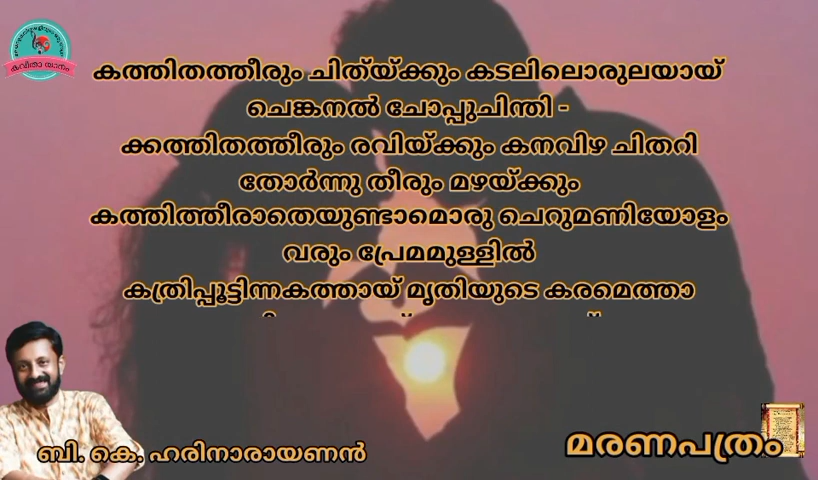 കവിതാ യാനം
കത്തിതത്തീരും ചിത്യ്ക്കും കടലിലൊരുലയായ്
ചെങ്കനൽ ചോപ്പുചിന്തി -
ക്കത്തിതത്തീരും രവിയ്ക്കും കനവിഴ ചിതറി
തോർന്നു തീരും മഴയ്ക്കും
കത്തിത്തീരാതെയുണ്ടാമൊരു ചെറുമണിയോളം
വരും പ്രേമമുള്ളിൽ
കത്രിപ്പൂട്ടിന്നകത്തായ് മൃതിയുടെ കരമെത്താ
ബി. കെ. ഹരിനാരായണൻ
മരണപത്രം